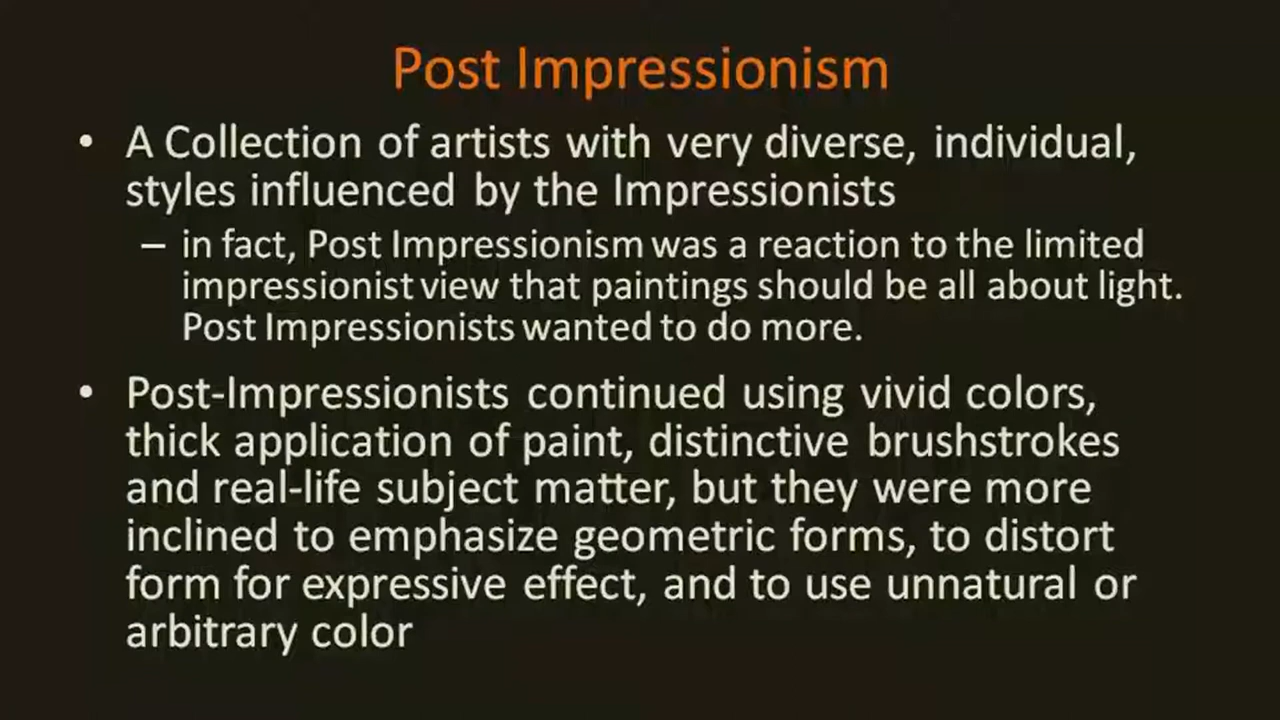 Post Impressionism
• A Collection of artists with very diverse, individual,
styles influenced by the Impressionists
– in fact, Post Impressionism was a reaction to the limited
impressionist view that paintings should be all about light.
Post Impressionists wanted to do more.
• Post-Impressionists continued using vivid colors,
thick application of paint, distinctive brushstrokes
and real-life subject matter, but they were more
inclined to emphasize geometric forms, to distort
form for expressive effect, and to use unnatural or
arbitrary color